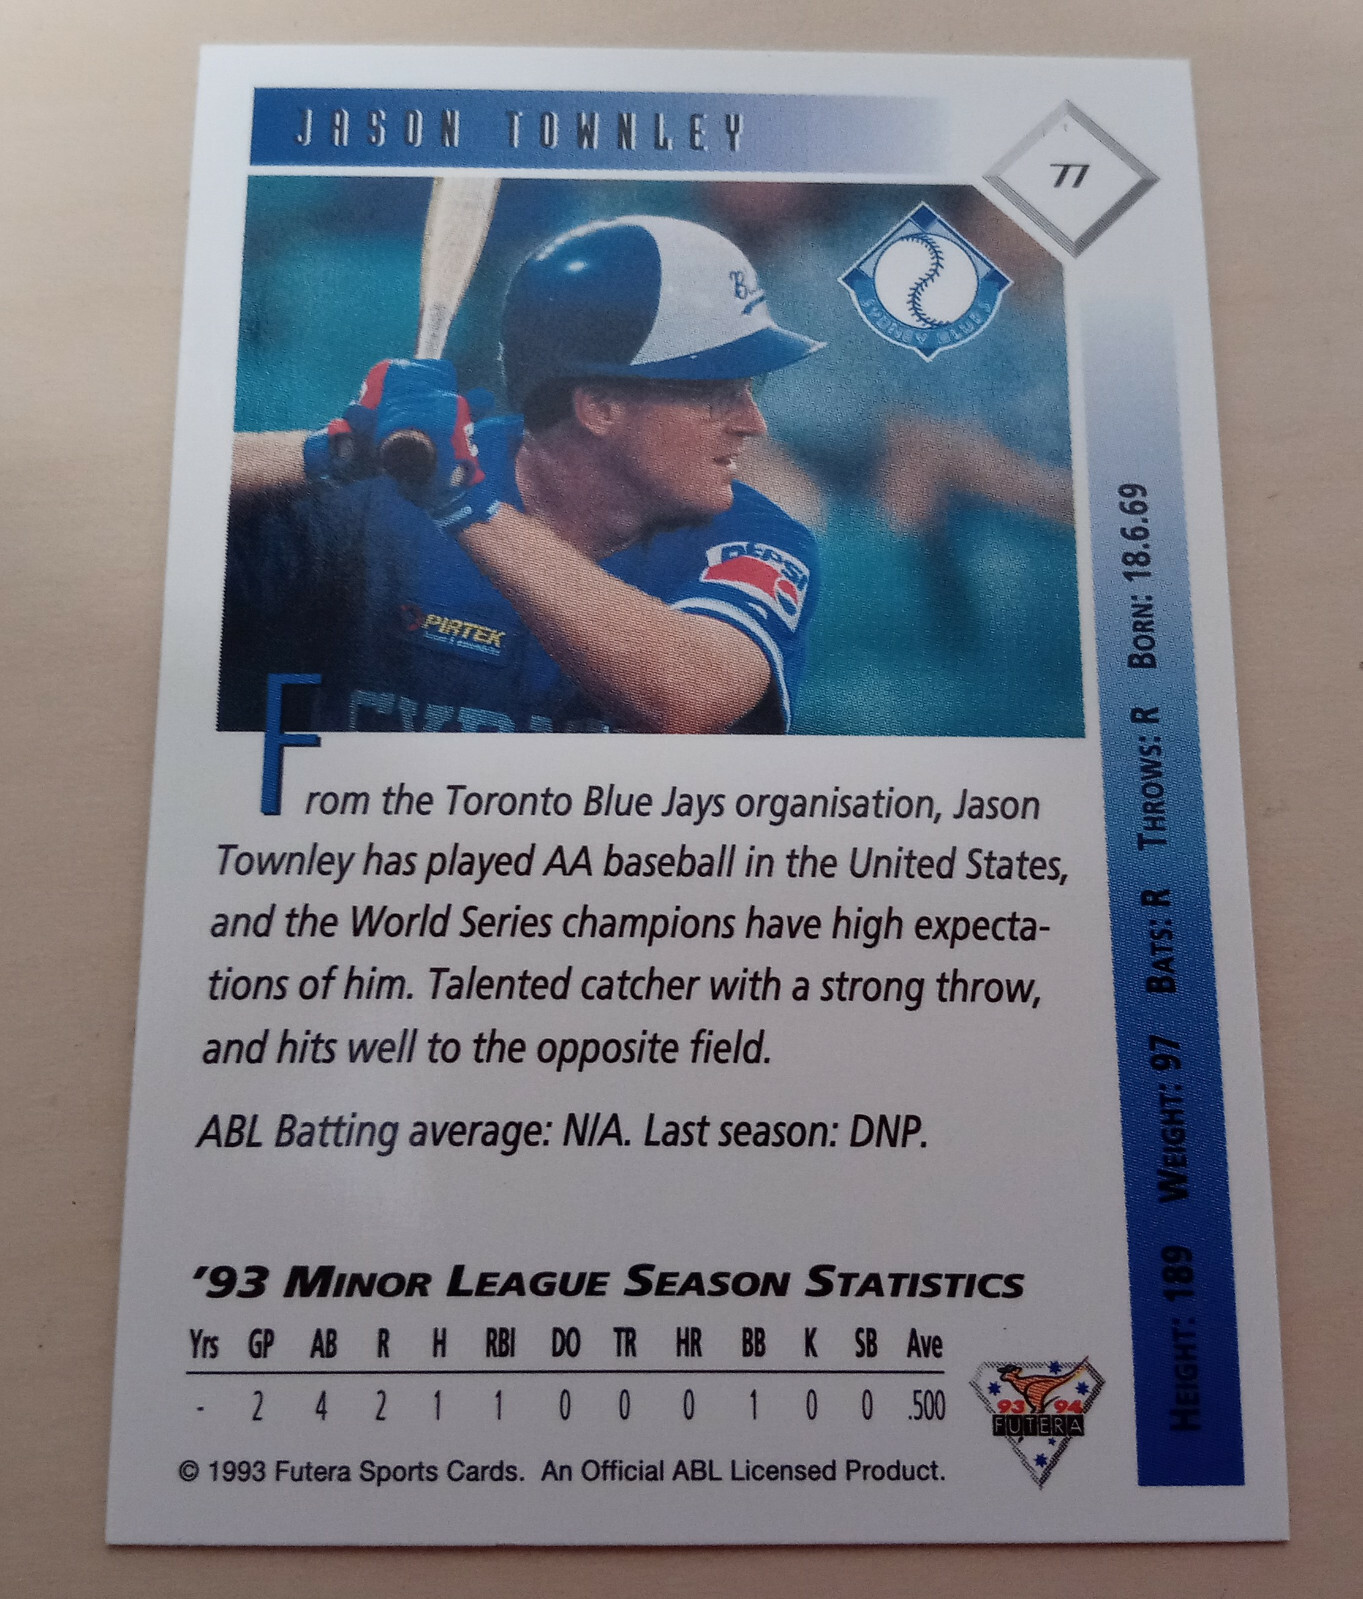 JASON TOWNLEY
77
SYDNEY BLUES
PEPSI
PIRTEK
From the Toronto Blue Jays organisation, Jason
Townley has played AA baseball in the United States,
and the World Series champions have high expecta-
tions of him. Talented catcher with a strong throw,
and hits well to the opposite field.
ABL Batting average: N/A. Last season: DNP.
'93 MINOR LEAGUE SEASON STATISTICS
Yrs GP AB R H RBI DO TR HR BB K SB Ave
- 2 4 2 1 1 0 0 0 1 0 0 .500
© 1993 Futera Sports Cards. An Official ABL Licensed Product.
93 94
FUTERA
HEIGHT: 189 WEIGHT: 97 BATS: R THROWS: R BORN: 18.6.69